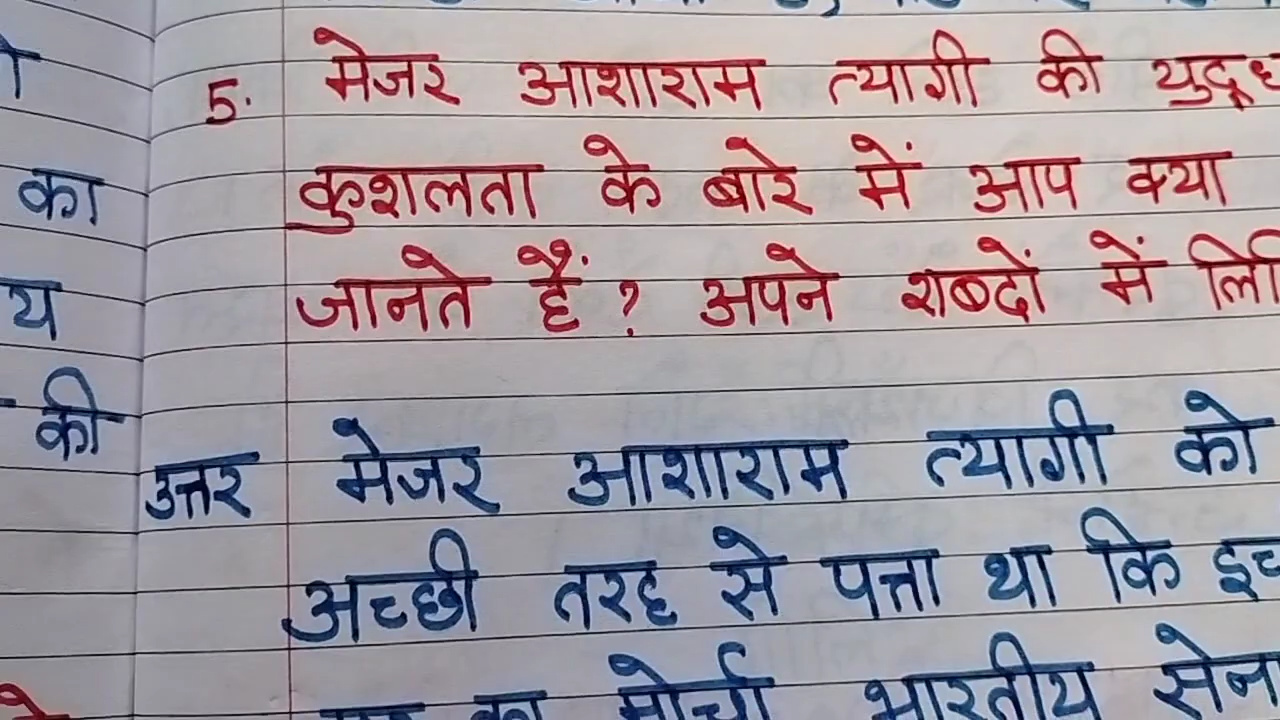 5. मेजर आशाराम त्यागी की
कुशलता के बारे में आप क्या
जानते हैं? अपने शब्दों में
उत्तर मेजर आशाराम त्यागी को
अच्छी तरह से पत्ता था कि
का मोर्चा भारतीय
का
य
की